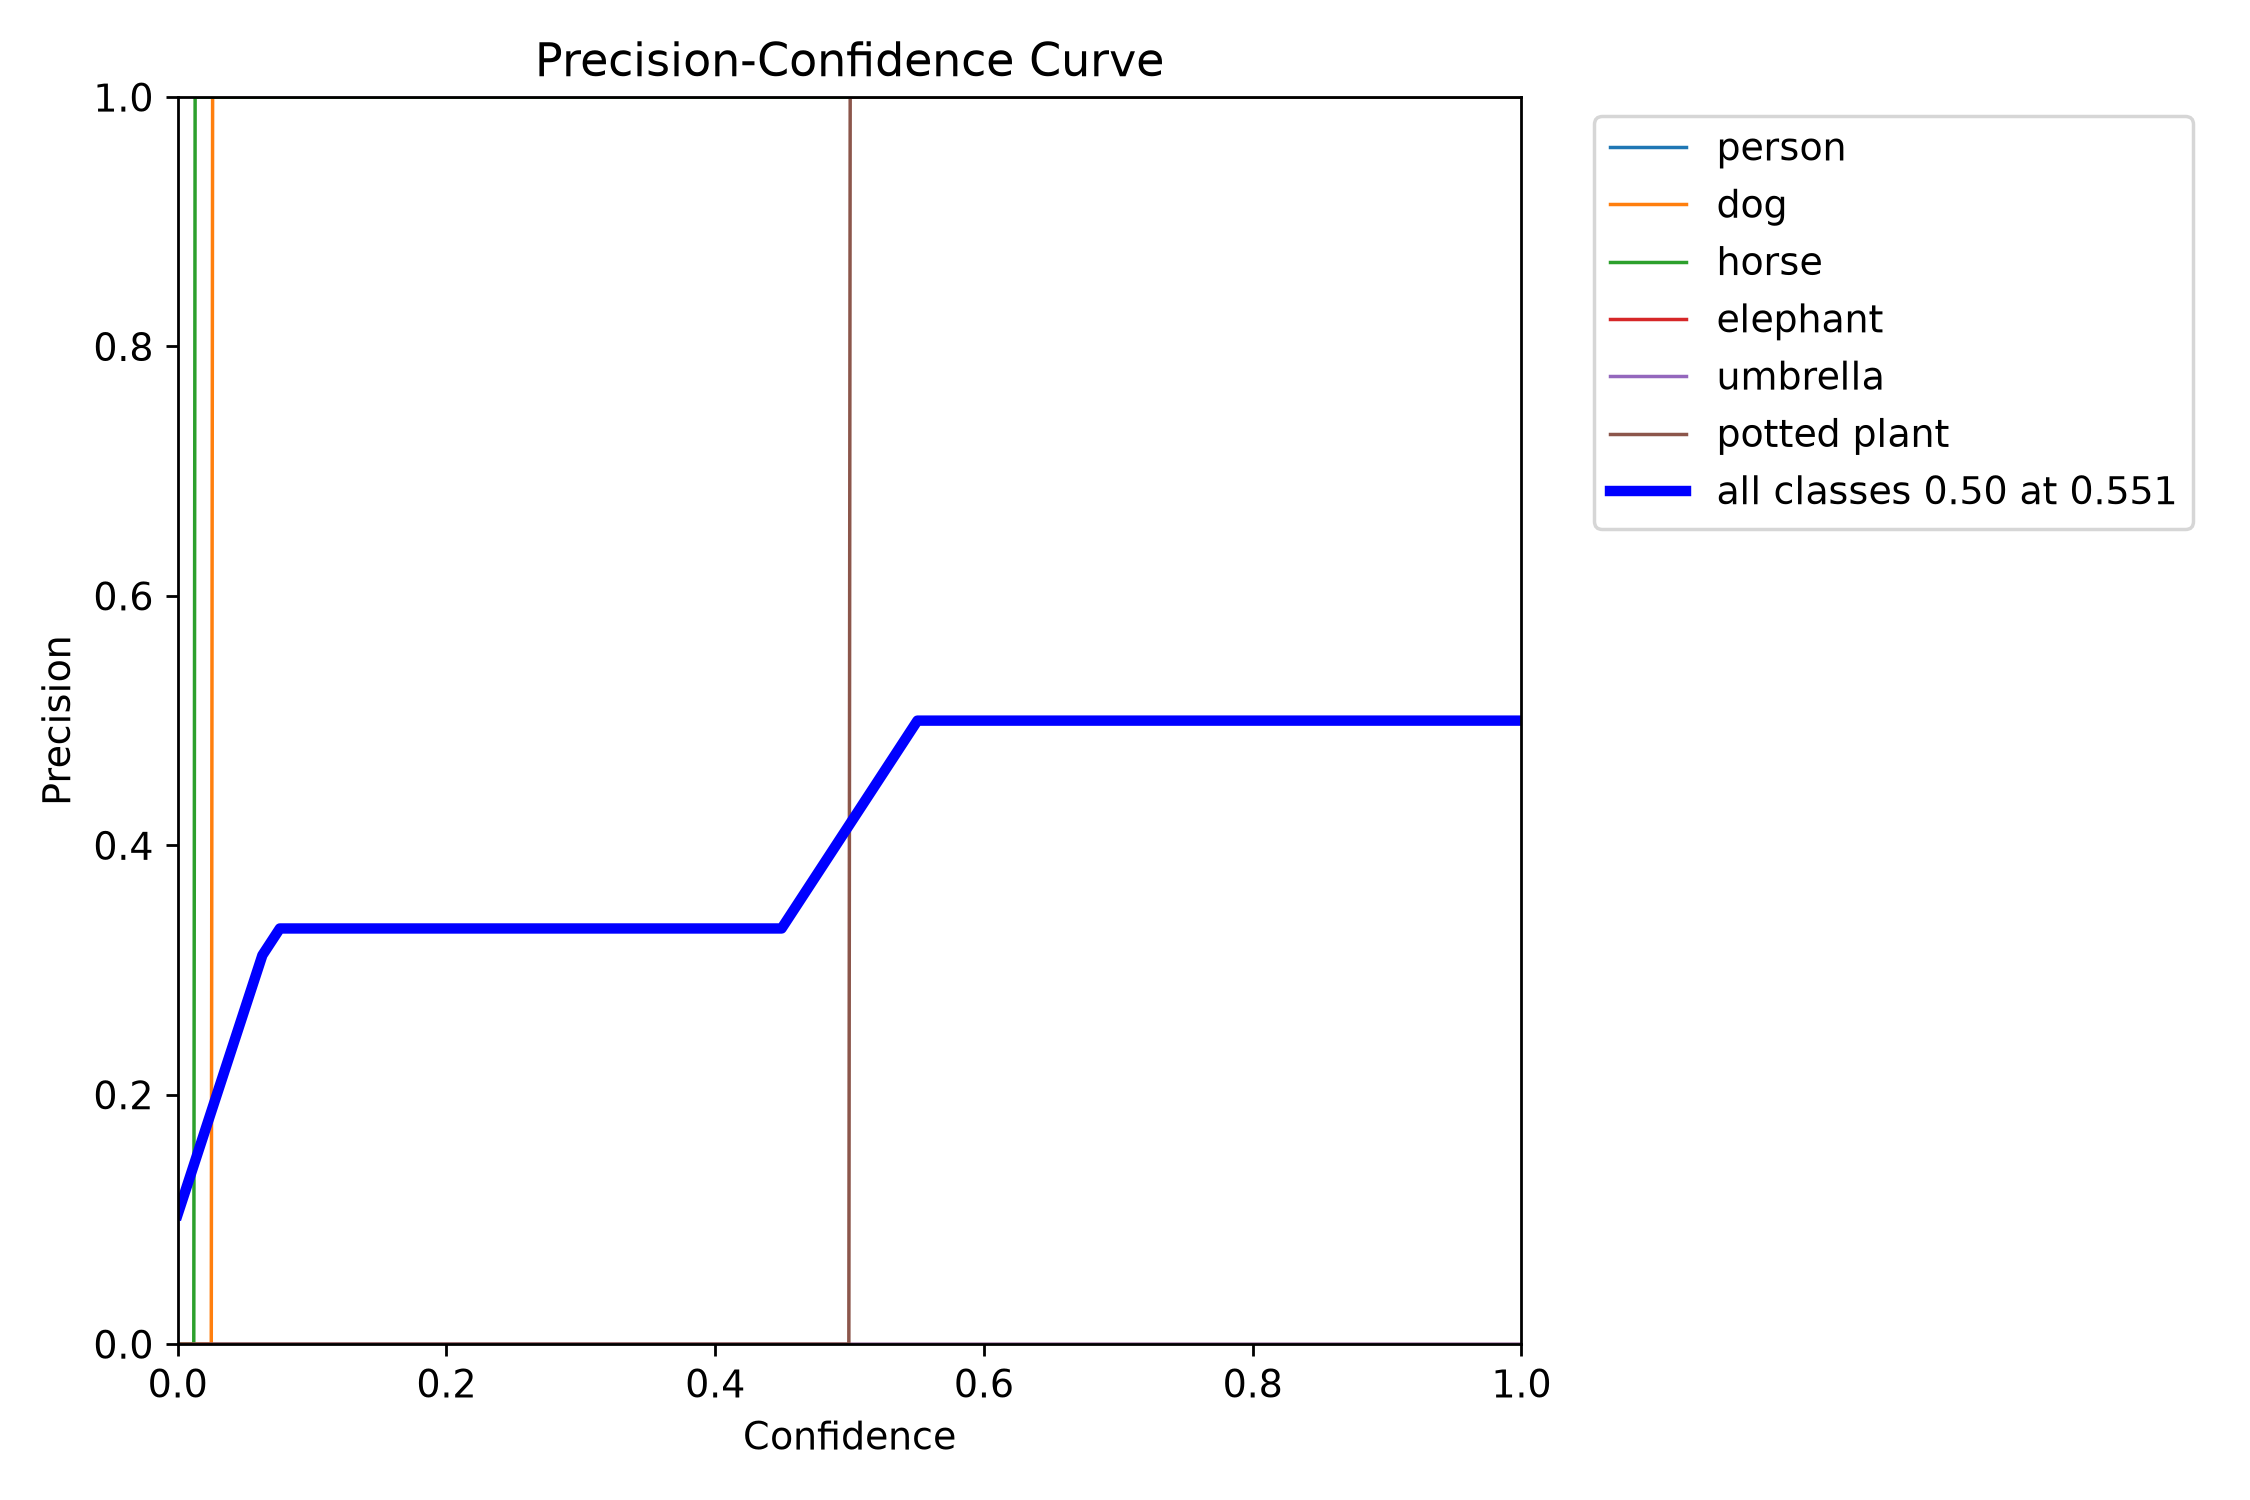 Precision-Confidence Curve
1.0
0.8
0.6
0.4
0.2
0.0
Precision
0.0 0.2 0.4 0.6 0.8 1.0
Confidence
person
dog
horse
elephant
umbrella
potted plant
all classes 0.50 at 0.551